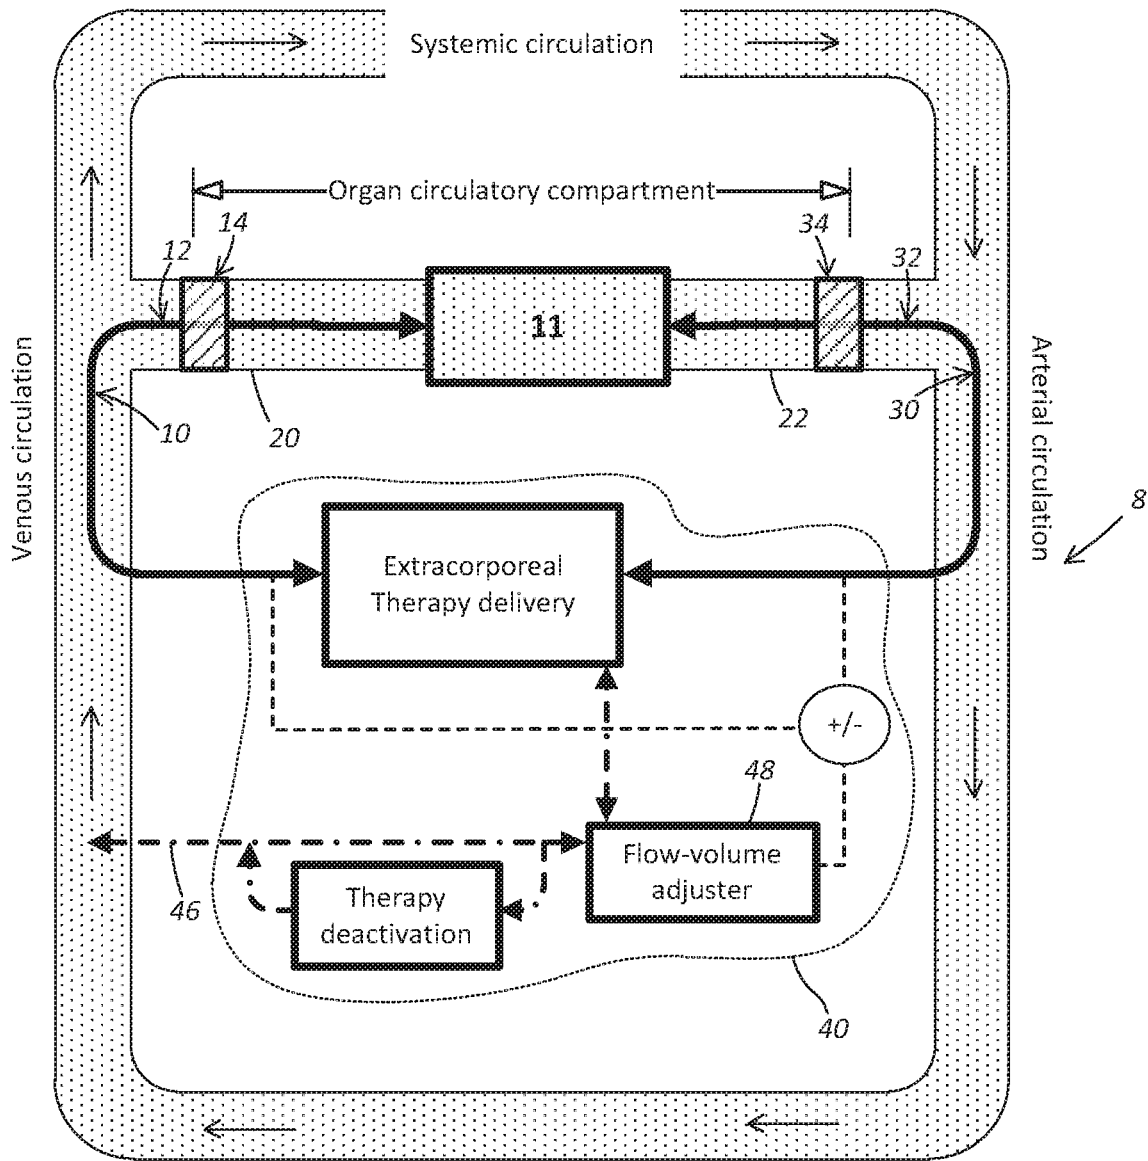 Systemic circulation
Organ circulatory compartment
12
14
34
32
11
Venous circulation
Arterial circulation
10
20
22
30
8
Extracorporeal
Therapy delivery
+/-
48
Flow-volume
adjuster
46
Therapy
deactivation
40